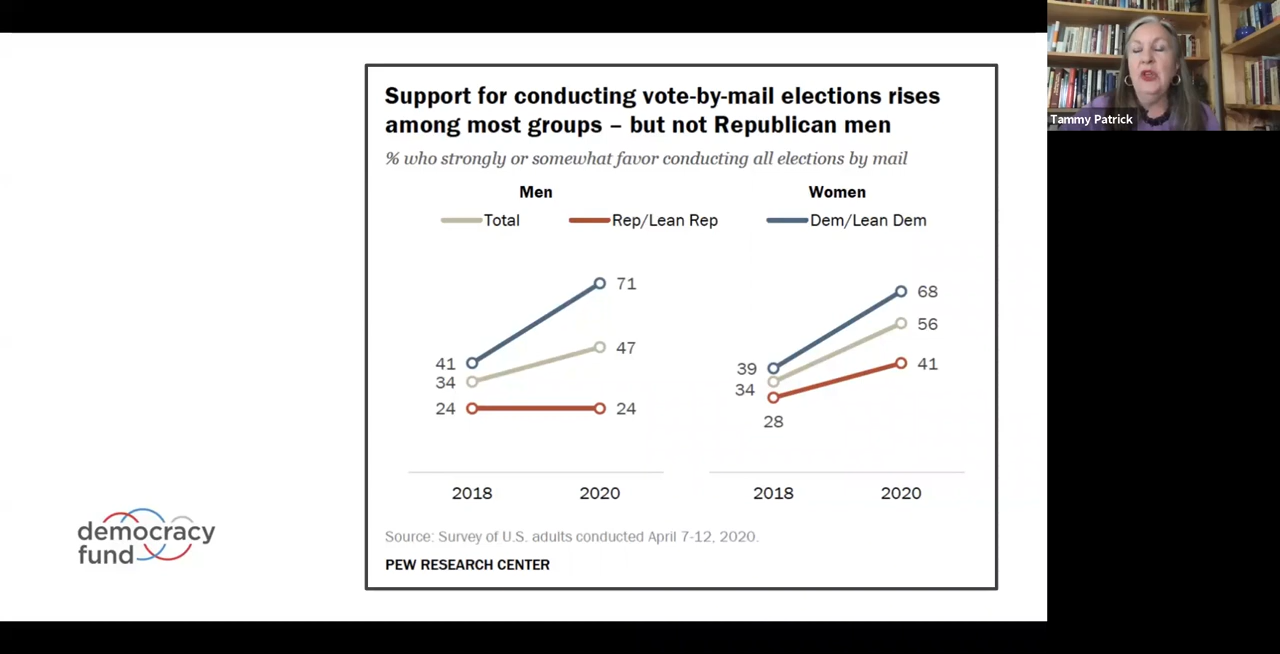 Support for conducting vote-by-mail elections rises
among most groups – but not Republican men
% who strongly or somewhat favor conducting all elections by mail
Men
Women
Total
Rep/Lean Rep
Dem/Lean Dem
71
47
41
34
24
24
2018
2020
68
56
39
41
34
28
2018
2020
Source: Survey of U.S. adults conducted April 7-12, 2020.
PEW RESEARCH CENTER
democracy
fund
Tammy Patrick